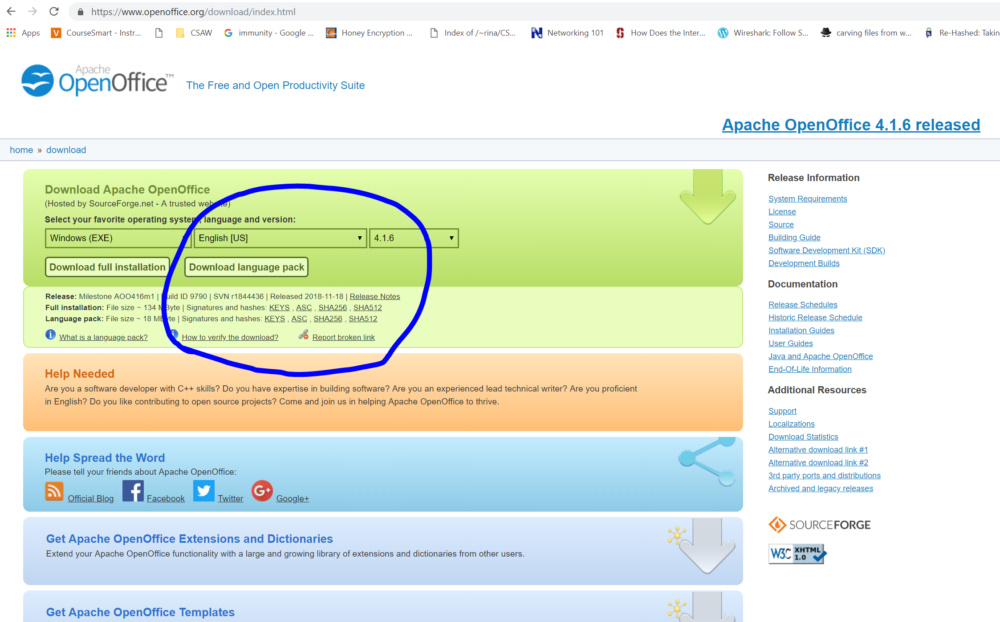 https://www.openoffice.org/download/index.html
Apps CourseSmart - Instr... CSAW immunity - Google ... Honey Encryption ... Index of /~rina/CS... Networking 101 How Does the Inter... Wireshark: Follow S... carving files from w... Re-Hashed: Takin
Apache
OpenOffice™ The Free and Open Productivity Suite
Apache OpenOffice 4.1.6 released
home » download
Download Apache OpenOffice
(Hosted by SourceForge.net - A trusted website)
Select your favorite operating system, language and version:
Windows (EXE) English [US] 4.1.6
Download full installation Download language pack
Release: Milestone AOO416m1 | Build ID 9790 | SVN r1844436 | Released 2018-11-18 | Release Notes
Full installation: File size ~ 134 MByte | Signatures and hashes: KEYS , ASC , SHA256 , SHA512
Language pack: File size ~ 18 MByte | Signatures and hashes: KEYS , ASC , SHA256 , SHA512
What is a language pack? How to verify the download? Report broken link
Help Needed
Are you a software developer with C++ skills? Do you have expertise in building software? Are you an experienced lead technical writer? Are you proficient
in English? Do you like contributing to open source projects? Come and join us in helping Apache OpenOffice to thrive.
Help Spread the Word
Please tell your friends about Apache OpenOffice:
Official Blog Facebook Twitter G+ Google+
Get Apache OpenOffice Extensions and Dictionaries
Extend your Apache OpenOffice functionality with a large and growing library of extensions and dictionaries from other users.
Get Apache OpenOffice Templates
Release Information
System Requirements
License
Source
Building Guide
Software Development Kit (SDK)
Development Builds
Documentation
Release Schedules
Historic Release Schedule
Installation Guides
User Guides
Java and Apache OpenOffice
End-Of-Life Information
Additional Resources
Support
Localizations
Download Statistics
Alternative download link #1
Alternative download link #2
3rd party ports and distributions
Archived and legacy releases
SOURCEFORGE
W3C XHTML
1.0